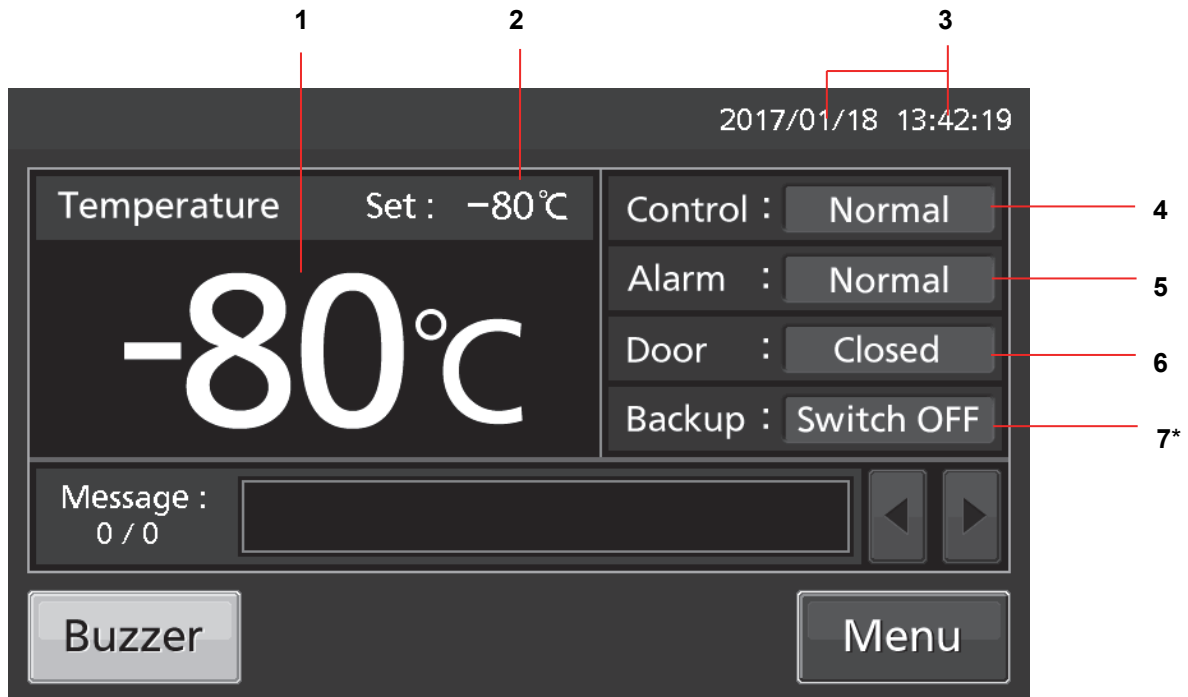 1 2 3
2017/01/18 13:42:19
Temperature Set : −80℃
-80℃
Control : Normal 4
Alarm : Normal 5
Door : Closed 6
Backup : Switch OFF 7*
Message :
0 / 0
Buzzer Menu